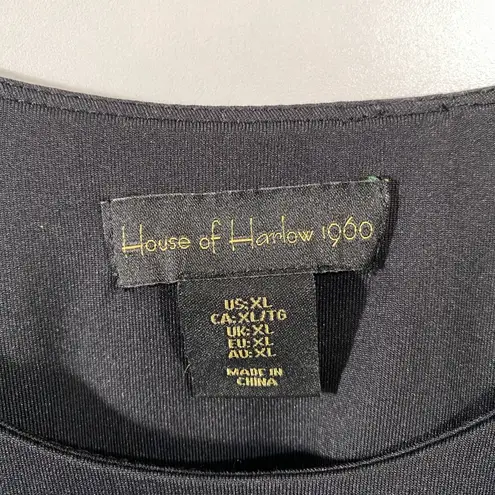 House of Harlow 1960
US:XL
CA:XL/TG
UK:XL
EU:XL
AU:XL
MADE IN
CHINA